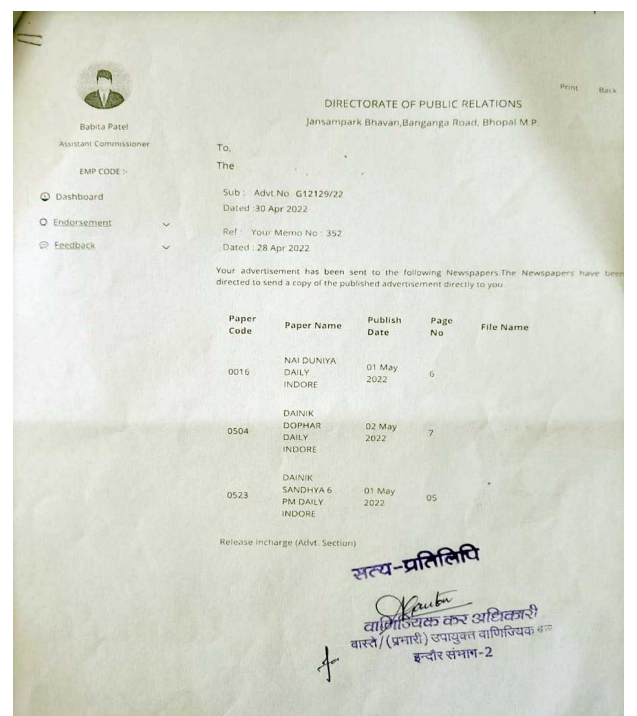 Print Back
DIRECTORATE OF PUBLIC RELATIONS
Jansampark Bhavan,Banganga Road, Bhopal M.P.
Babita Patel
Assistant Commissioner
EMP CODE :-
Dashboard
Endorsement
Feedback
To,
The
Sub : Advt.No G12129/22
Dated :30 Apr 2022
Ref : Your Memo No : 352
Dated : 28 Apr 2022
Your advertisement has been sent to the following Newspapers.The Newspapers have been
directed to send a copy of the published advertisement directly to you.
Paper Code Paper Name Publish Date Page No File Name
0016 NAI DUNIYA DAILY INDORE 01 May 2022 6
0504 DAINIK DOPHAR DAILY INDORE 02 May 2022 7
0523 DAINIK SANDHYA 6 PM DAILY INDORE 01 May 2022 05
Release Incharge (Advt. Section)
सत्य-प्रतिलिपि
वाणिज्यिक कर अधिकारी
वास्ते/(प्रभारी) उपायुक्त वाणिज्यिक
इन्दौर संभाग-2